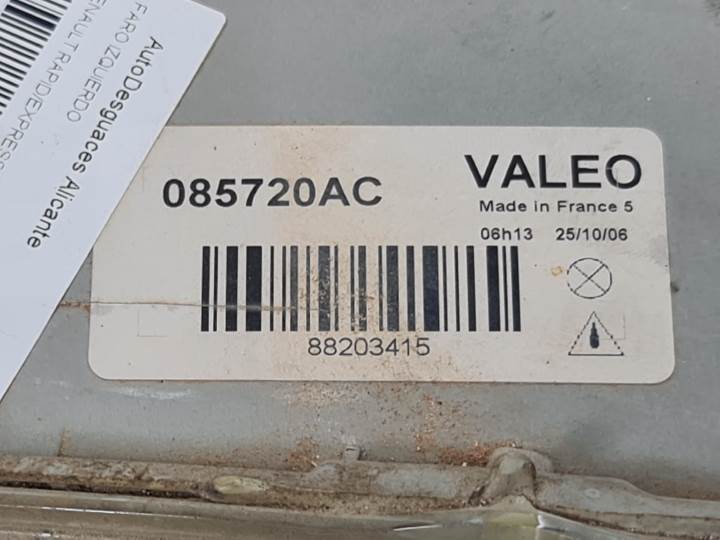 AutoDesguaces Alicante
FARO IZQUIERDO
085720AC
VALEO
Made in France 5
06h13 25/10/06
88203415